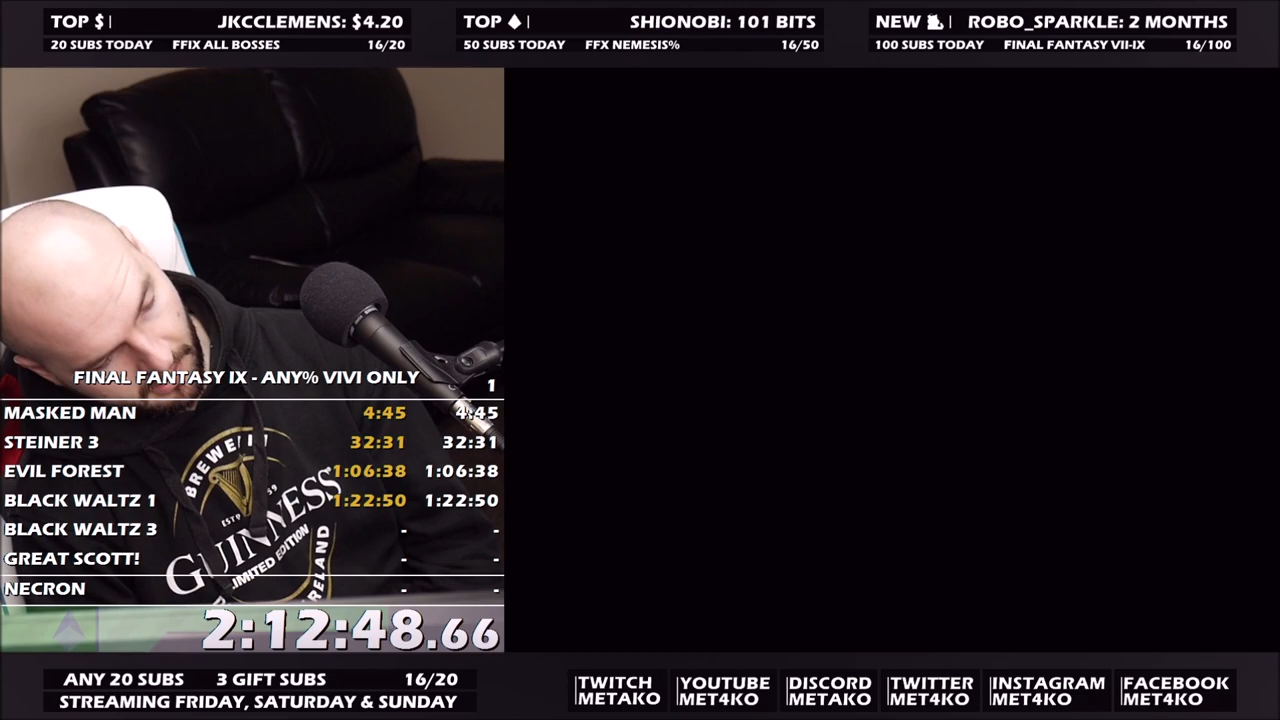 TOP $ | JKCCLEMENS: $4.20
20 SUBS TODAY FFIX ALL BOSSES 16/20
TOP | SHIONOBI: 101 BITS
50 SUBS TODAY FFX NEMESIS% 16/50
NEW | ROBO_SPARKLE: 2 MONTHS
100 SUBS TODAY FINAL FANTASY VII-IX 16/100
FINAL FANTASY IX - ANY% VIVI ONLY 1
MASKED MAN 4:45 4:45
STEINER 3 32:31 32:31
EVIL FOREST 1:06:38 1:06:38
BLACK WALTZ 1 1:22:50 1:22:50
BLACK WALTZ 3 - -
GREAT SCOTT! - -
NECRON - -
2:12:48.66
BREWED IN
ESTD 59
GUINNESS
LIMITED EDITION
IRELAND
ANY 20 SUBS 3 GIFT SUBS 16/20
STREAMING FRIDAY, SATURDAY & SUNDAY
TWITCH
METAKO
YOUTUBE
MET4KO
DISCORD
METAKO
TWITTER
MET4KO
INSTAGRAM
MET4KO
FACEBOOK
MET4KO